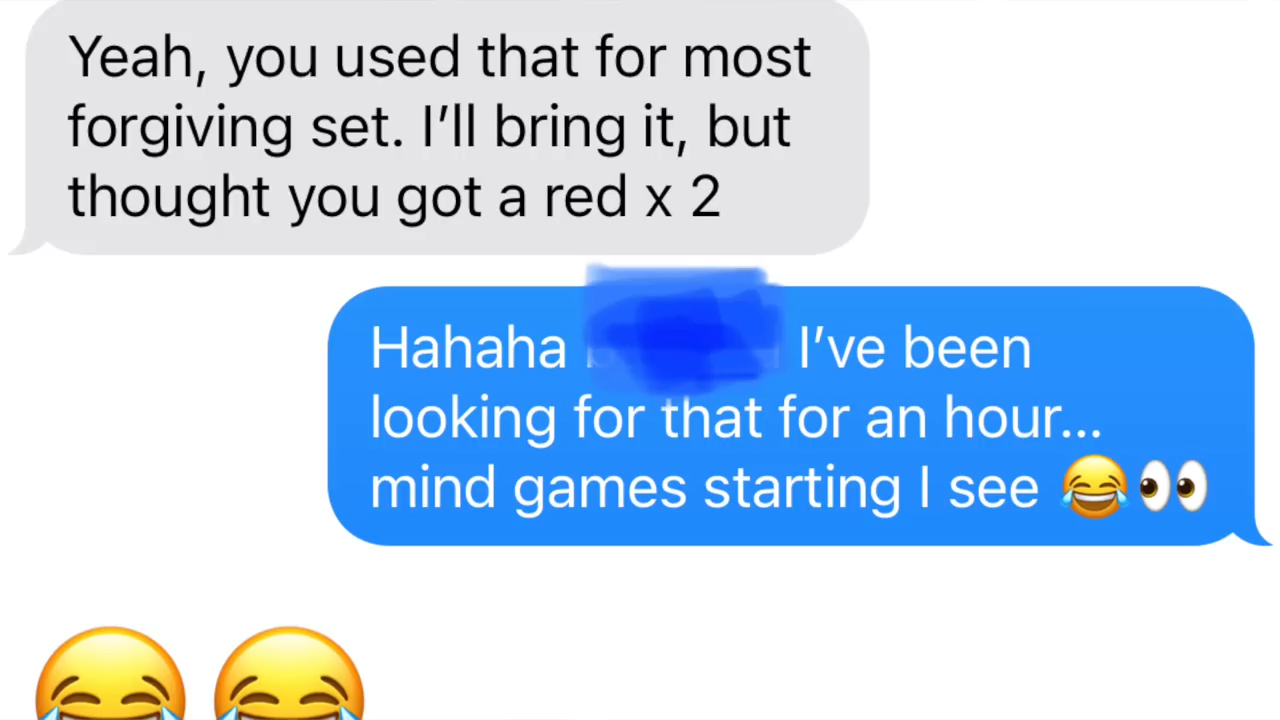 Yeah, you used that for most
forgiving set. I’ll bring it, but
thought you got a red x 2
Hahaha I’ve been
looking for that for an hour...
mind games starting I see 😂👀
😂😂